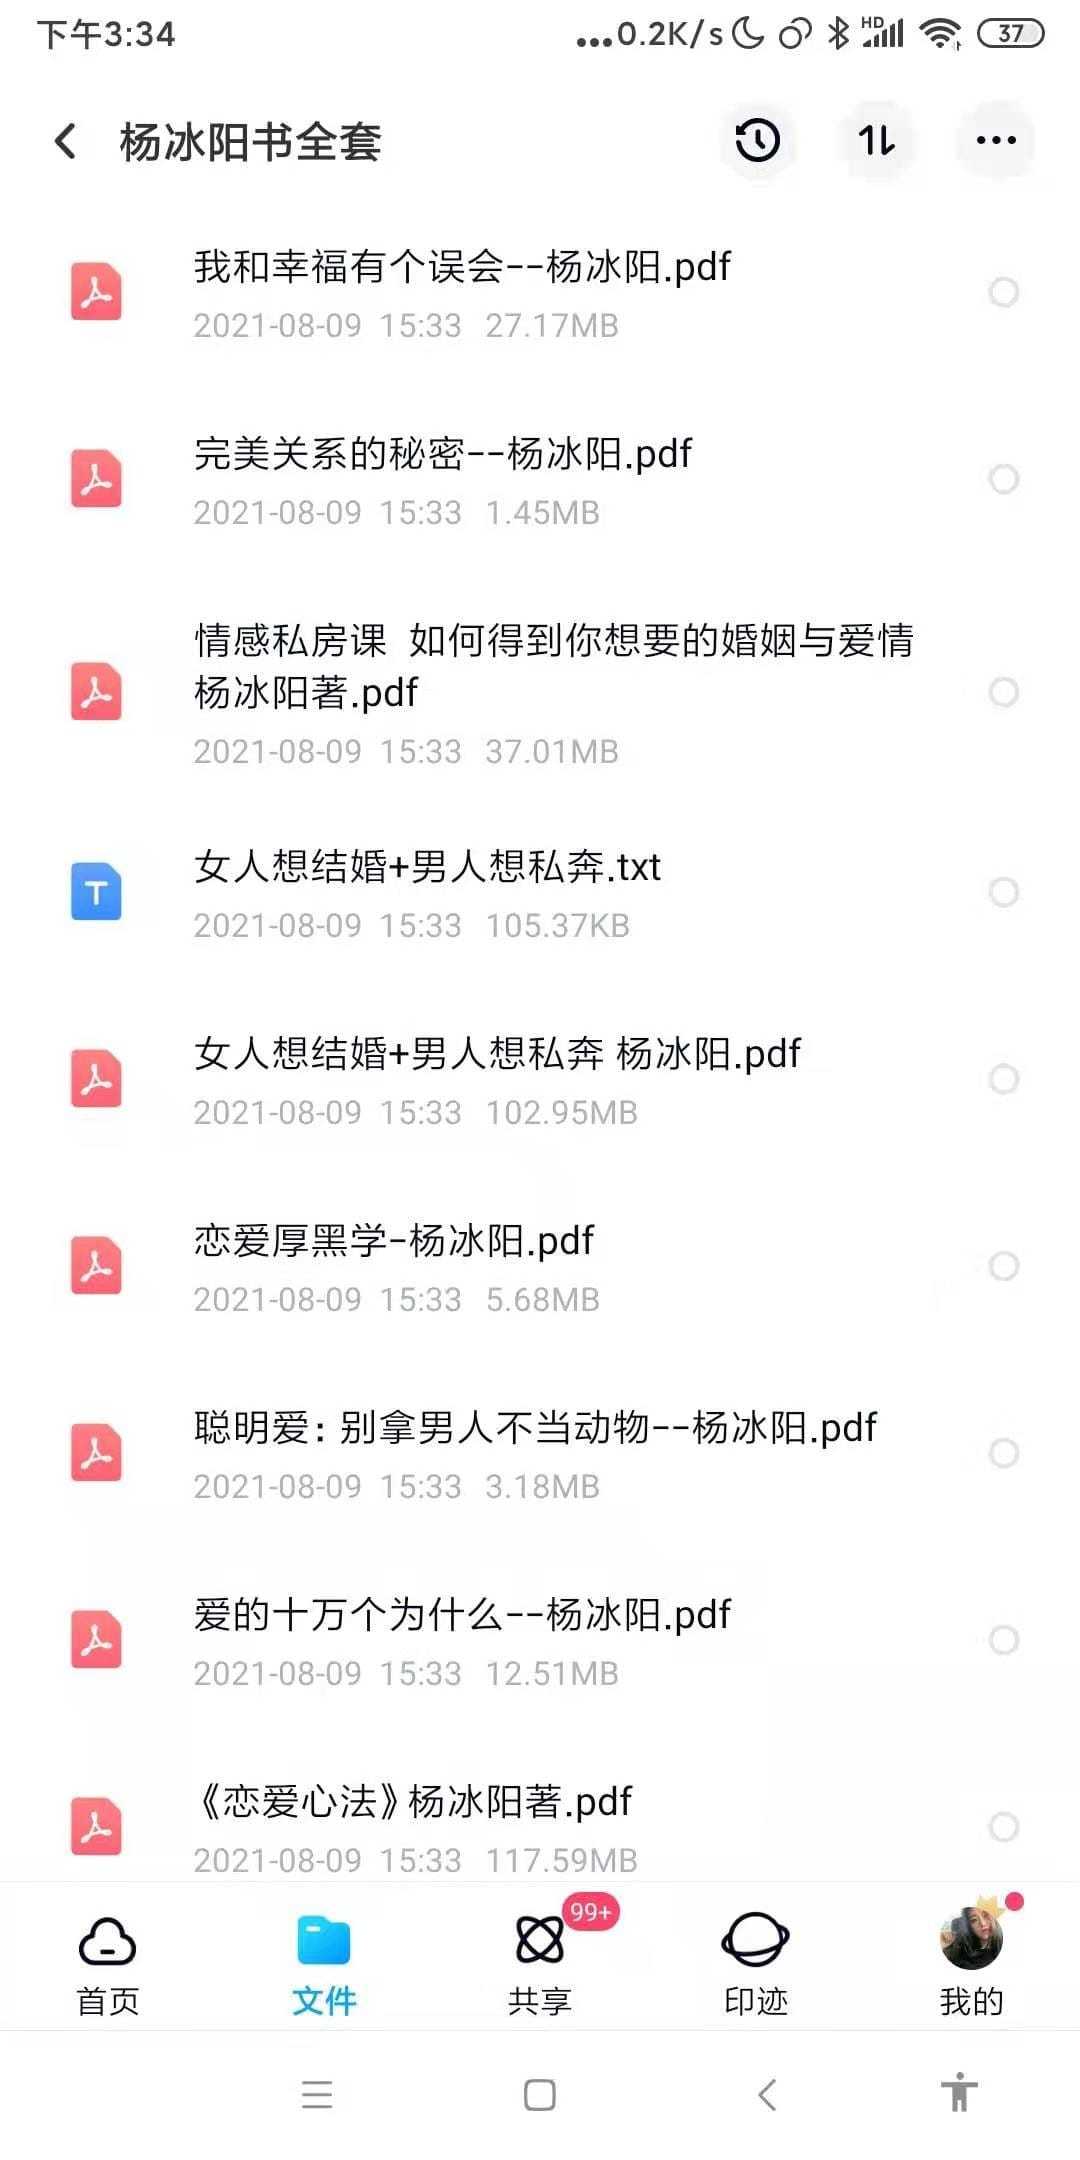 下午3:34
...0.2K/s HD 37
杨冰阳书全套
我和幸福有个误会--杨冰阳.pdf
2021-08-09 15:33 27.17MB
完美关系的秘密--杨冰阳.pdf
2021-08-09 15:33 1.45MB
情感私房课 如何得到你想要的婚姻与爱情
杨冰阳著.pdf
2021-08-09 15:33 37.01MB
T
女人想结婚+男人想私奔.txt
2021-08-09 15:33 105.37KB
女人想结婚+男人想私奔 杨冰阳.pdf
2021-08-09 15:33 102.95MB
恋爱厚黑学-杨冰阳.pdf
2021-08-09 15:33 5.68MB
聪明爱：别拿男人不当动物--杨冰阳.pdf
2021-08-09 15:33 3.18MB
爱的十万个为什么--杨冰阳.pdf
2021-08-09 15:33 12.51MB
《恋爱心法》杨冰阳著.pdf
2021-08-09 15:33 117.59MB
99+
首页 文件 共享 印迹 我的